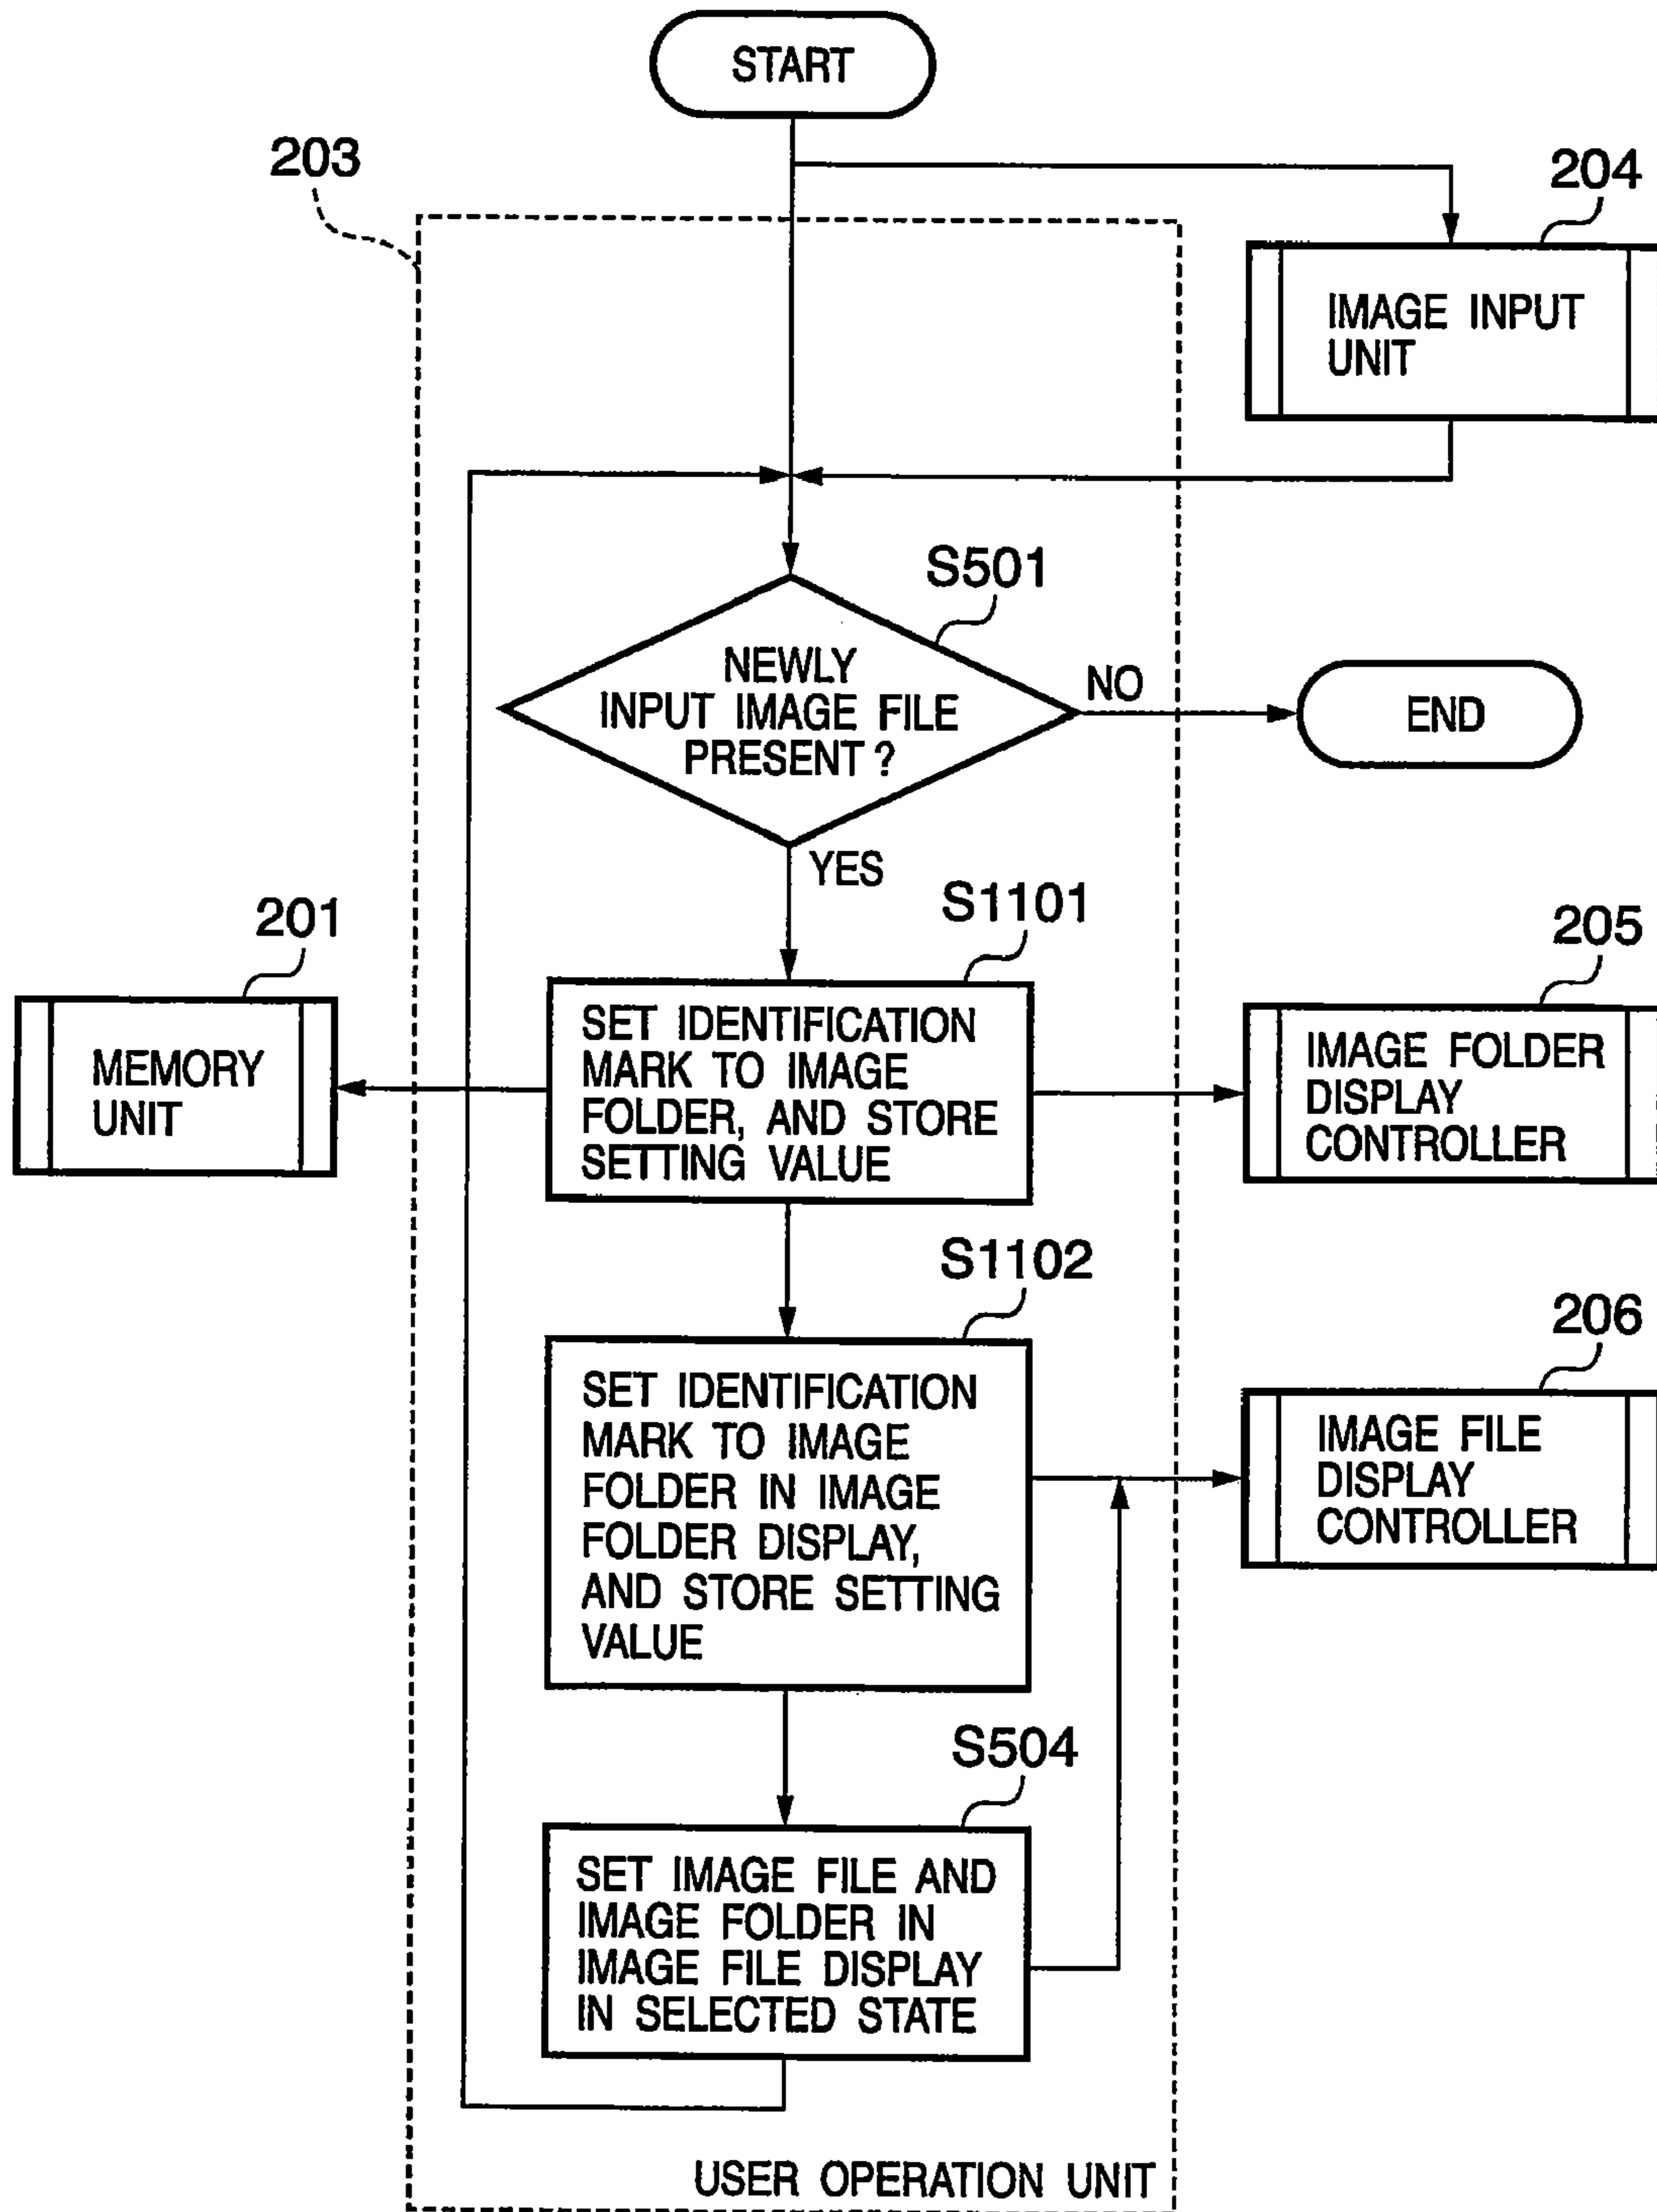 START
203
204
IMAGE INPUT
UNIT
S501
NEWLY
INPUT IMAGE FILE
PRESENT ?
NO
END
YES
S1101
201
205
MEMORY
UNIT
SET IDENTIFICATION
MARK TO IMAGE
FOLDER, AND STORE
SETTING VALUE
IMAGE FOLDER
DISPLAY
CONTROLLER
S1102
206
SET IDENTIFICATION
MARK TO IMAGE
FOLDER IN IMAGE
FOLDER DISPLAY,
AND STORE SETTING
VALUE
IMAGE FILE
DISPLAY
CONTROLLER
S504
SET IMAGE FILE AND
IMAGE FOLDER IN
IMAGE FILE DISPLAY
IN SELECTED STATE
USER OPERATION UNIT